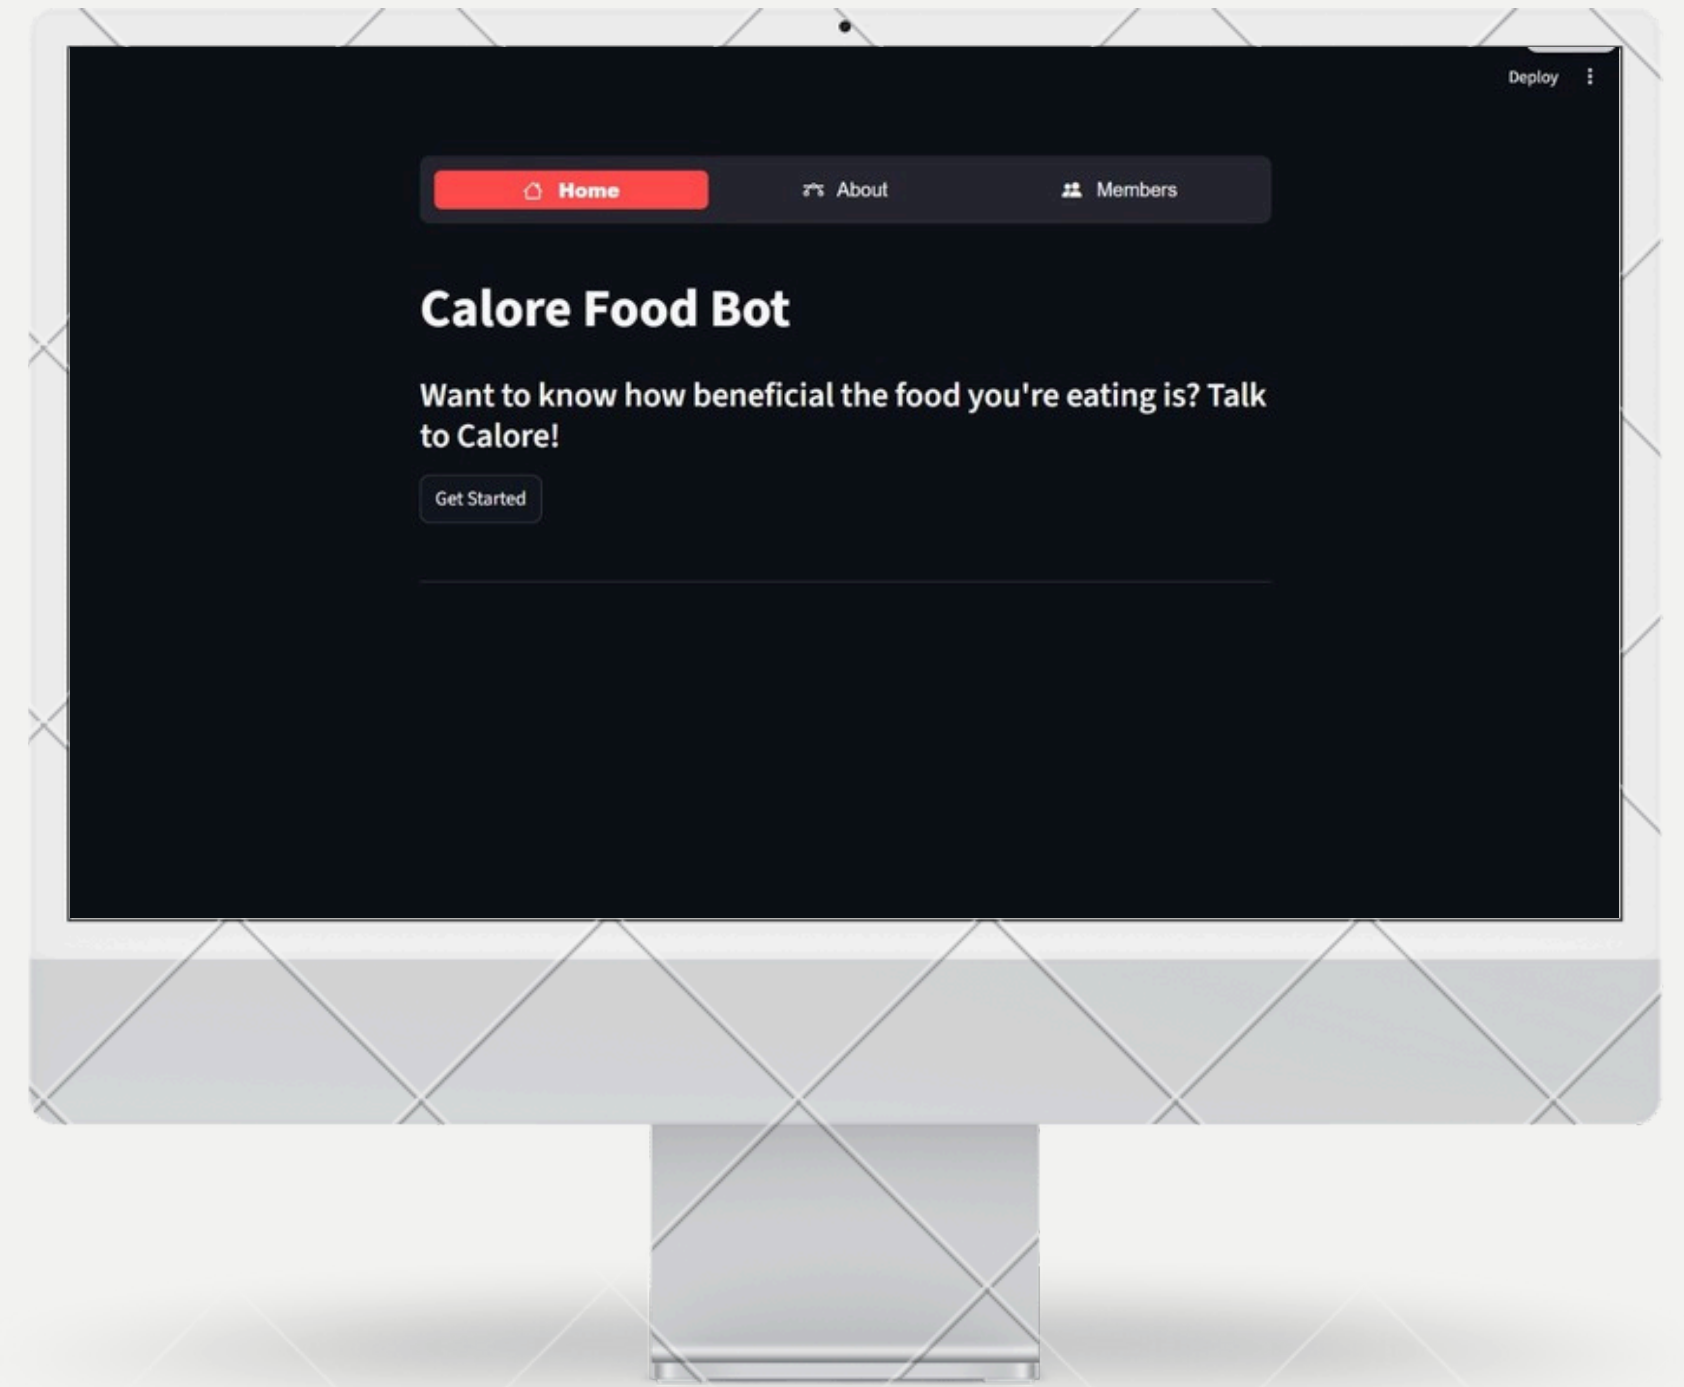 Deploy
Home
About
Members
Calore Food Bot
Want to know how beneficial the food you're eating is? Talk
to Calore!
Get Started